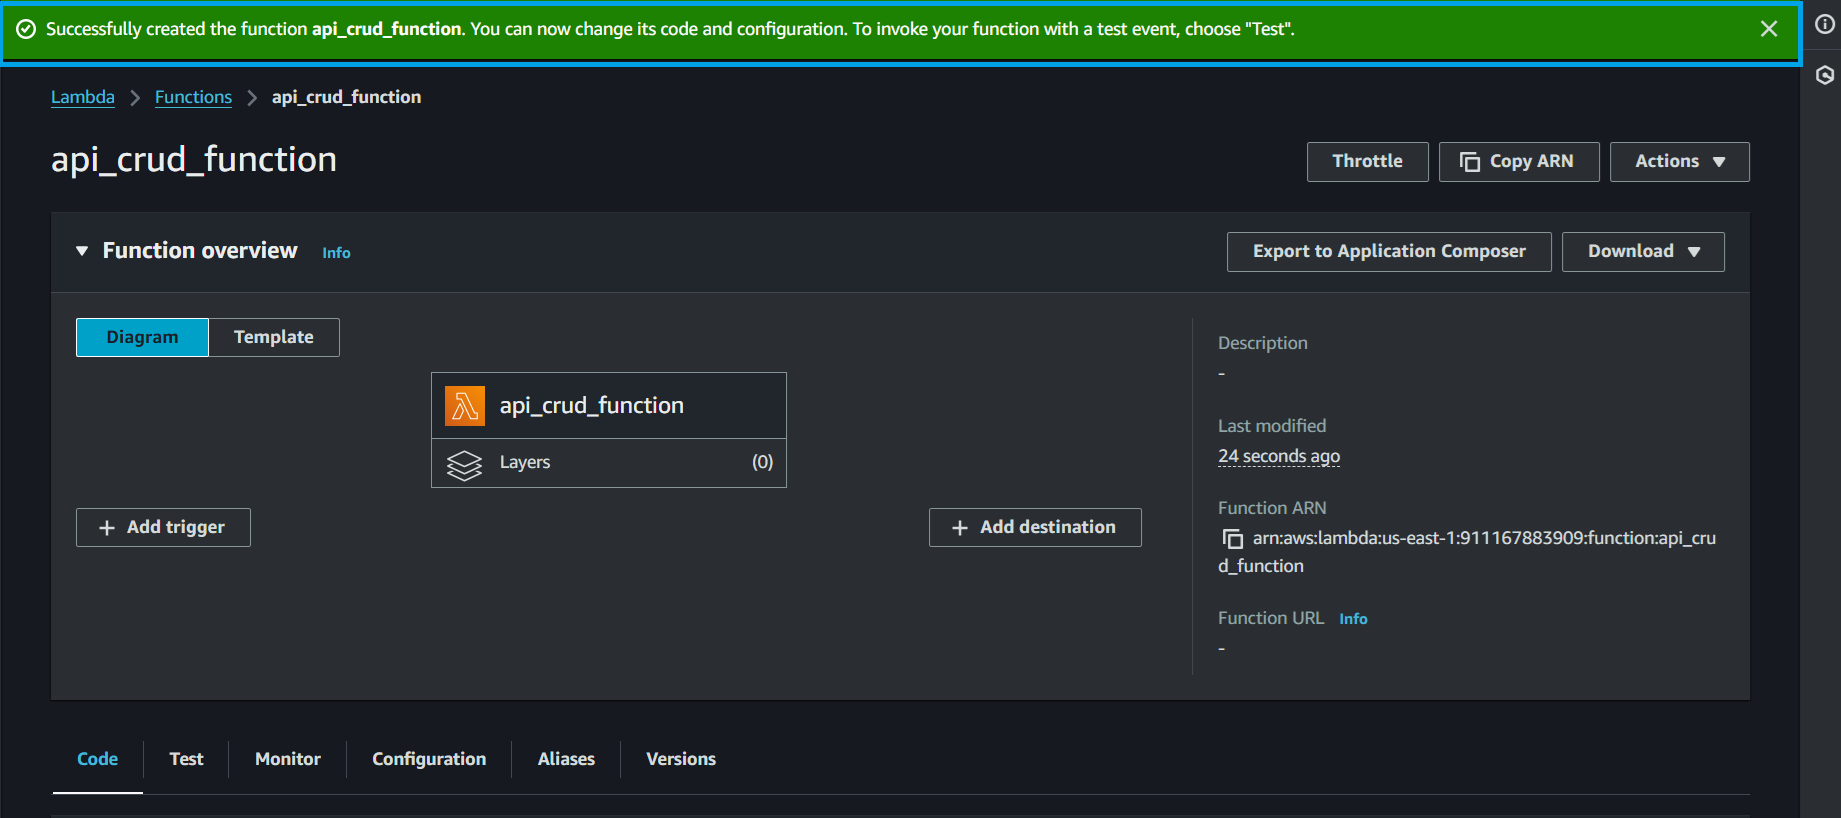 Successfully created the function api_crud_function. You can now change its code and configuration. To invoke your function with a test event, choose "Test".
Lambda > Functions > api_crud_function
api_crud_function
Throttle
Copy ARN
Actions
Function overview Info
Export to Application Composer
Download
Diagram
Template
api_crud_function
Layers (0)
+ Add trigger
+ Add destination
Description
-
Last modified
24 seconds ago
Function ARN
arn:aws:lambda:us-east-1:911167883909:function:api_cru
d_function
Function URL Info
-
Code
Test
Monitor
Configuration
Aliases
Versions